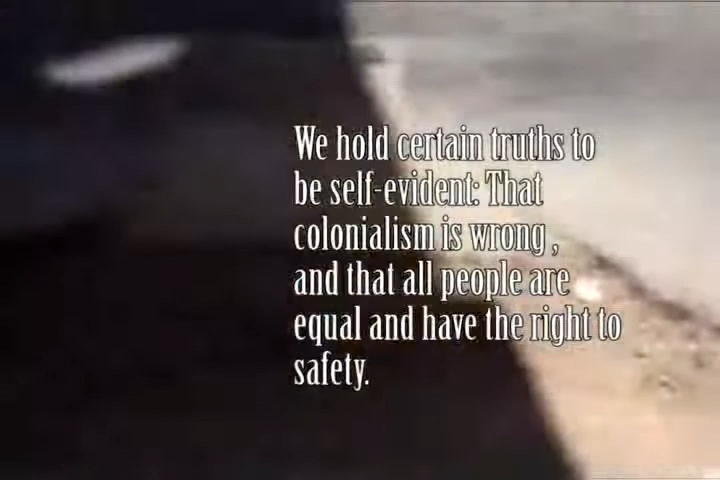 We hold certain truths to
be self-evident: That
colonialism is wrong ,
and that all people are
equal and have the right to
safety.